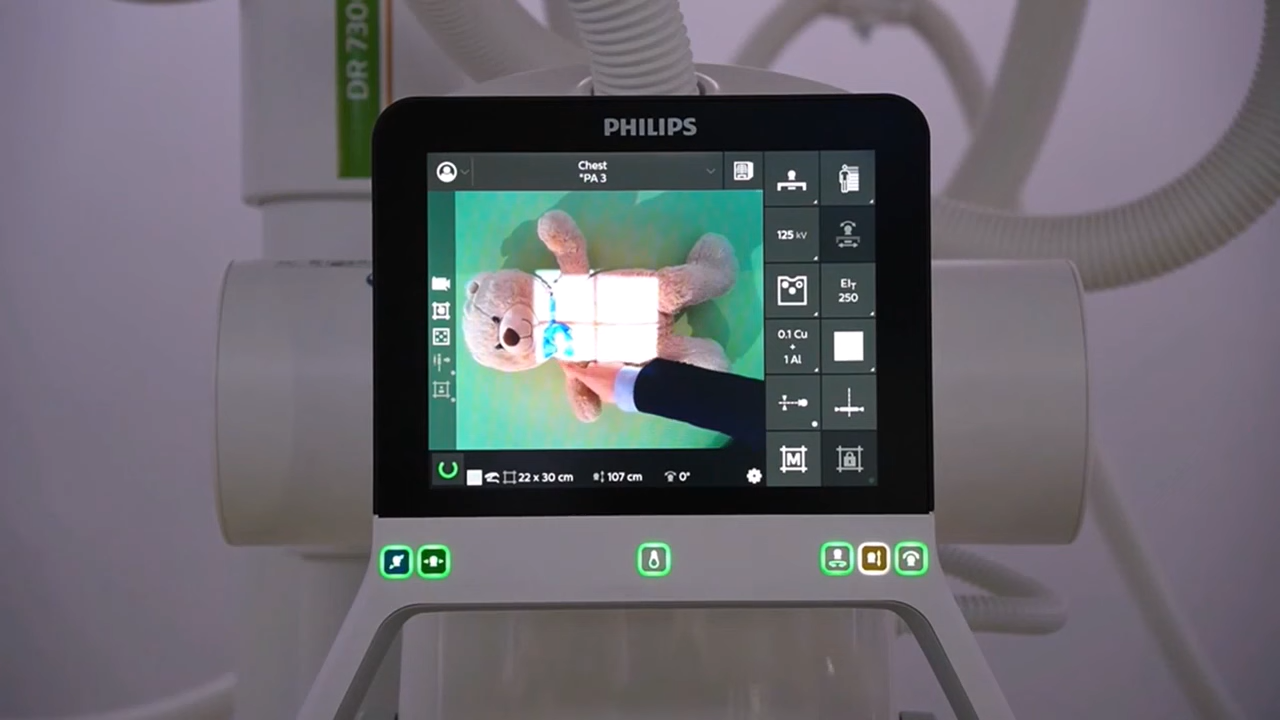 DR 730
PHILIPS
Chest
*PA 3
125 kV
EI_T
250
0.1 Cu
+
1 Al
M
22 x 30 cm
107 cm
0°